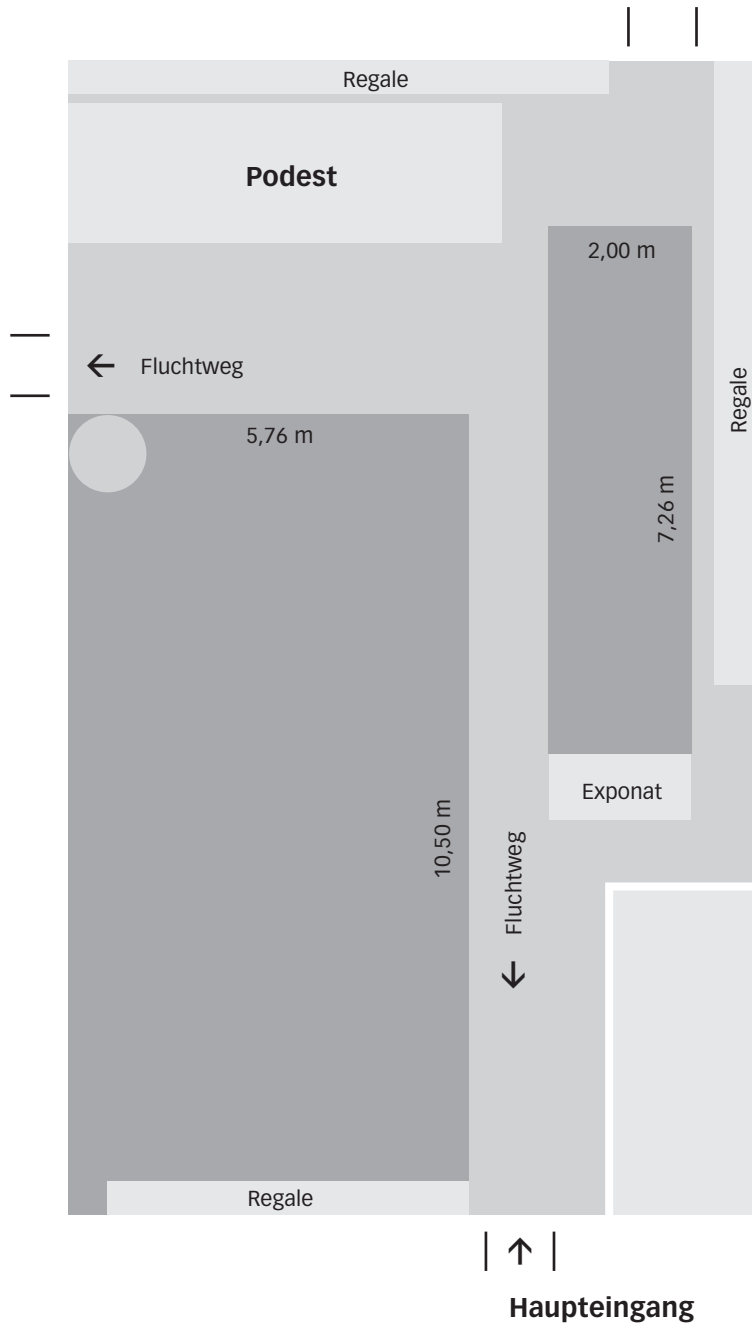 Regale
Podest
2,00 m
Fluchtweg
Regale
5,76 m
7,26 m
Exponat
10,50 m
Fluchtweg
Regale
Haupteingang